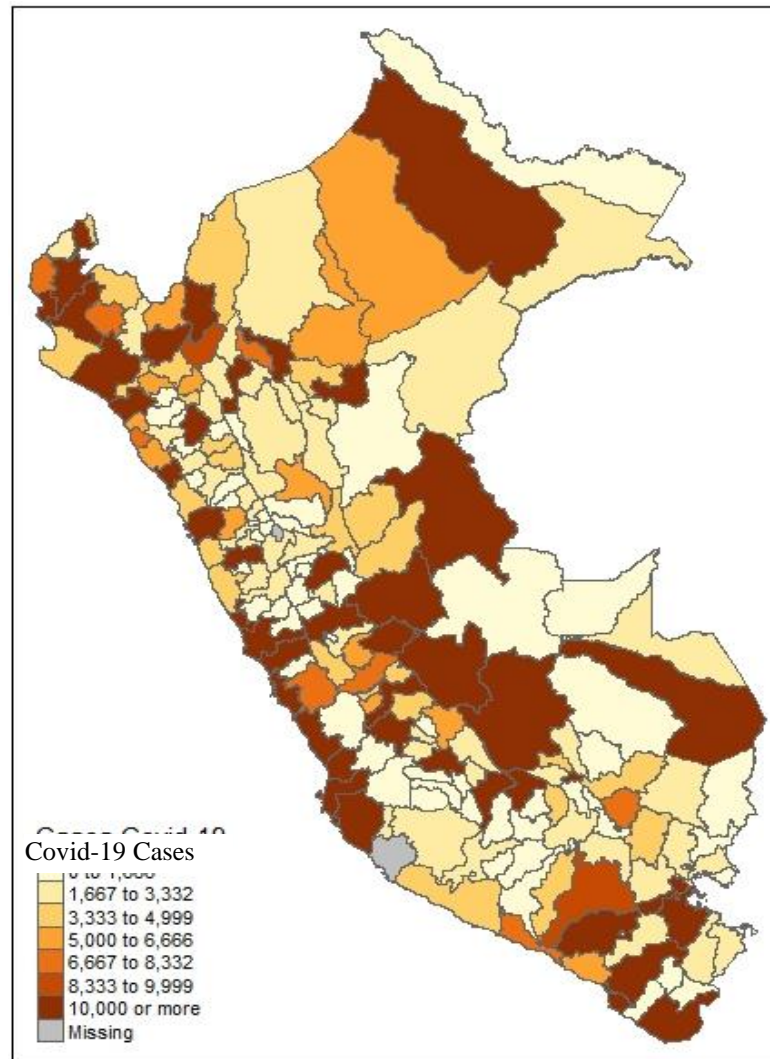 Covid-19 Cases
1,667 to 3,332
3,333 to 4,999
5,000 to 6,666
6,667 to 8,332
8,333 to 9,999
10,000 or more
Missing